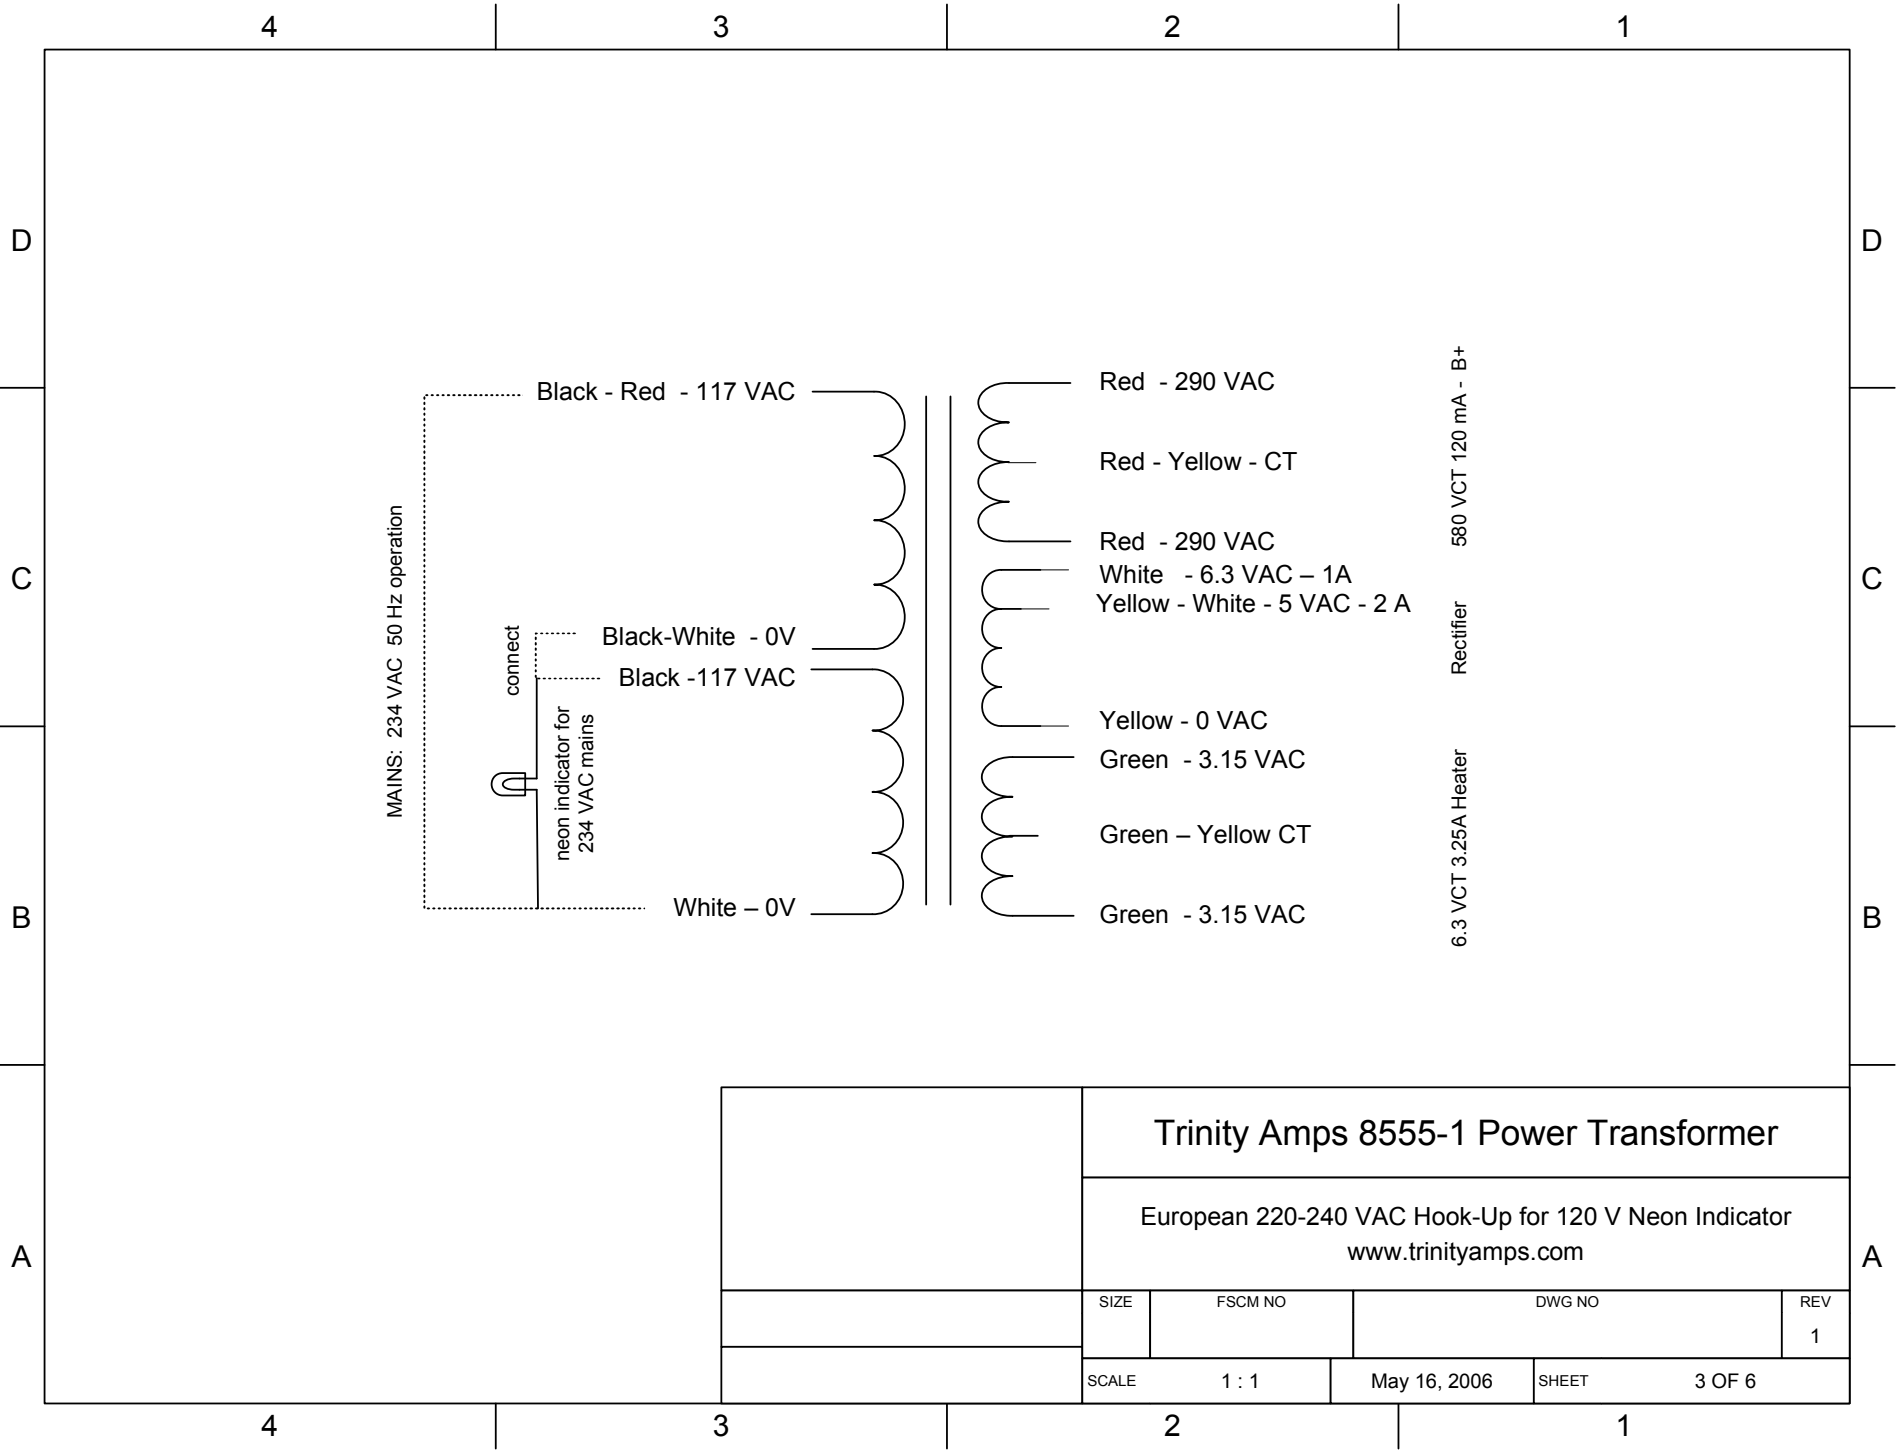 4 3 2 1
D D
Black - Red - 117 VAC
Red - 290 VAC
Red - Yellow - CT
Red - 290 VAC
580 VCT 120 mA - B+
White - 6.3 VAC – 1A
Yellow - White - 5 VAC - 2 A
Yellow - 0 VAC
Rectifier
C C
MAINS: 234 VAC 50 Hz operation
connect
Black-White - 0V
Black -117 VAC
neon indicator for
234 VAC mains
White – 0V
Green - 3.15 VAC
Green – Yellow CT
Green - 3.15 VAC
6.3 VCT 3.25A Heater
B B
Trinity Amps 8555-1 Power Transformer
European 220-240 VAC Hook-Up for 120 V Neon Indicator
www.trinityamps.com
A A
SIZE FSCM NO DWG NO REV
1
SCALE 1 : 1 May 16, 2006 SHEET 3 OF 6
4 3 2 1